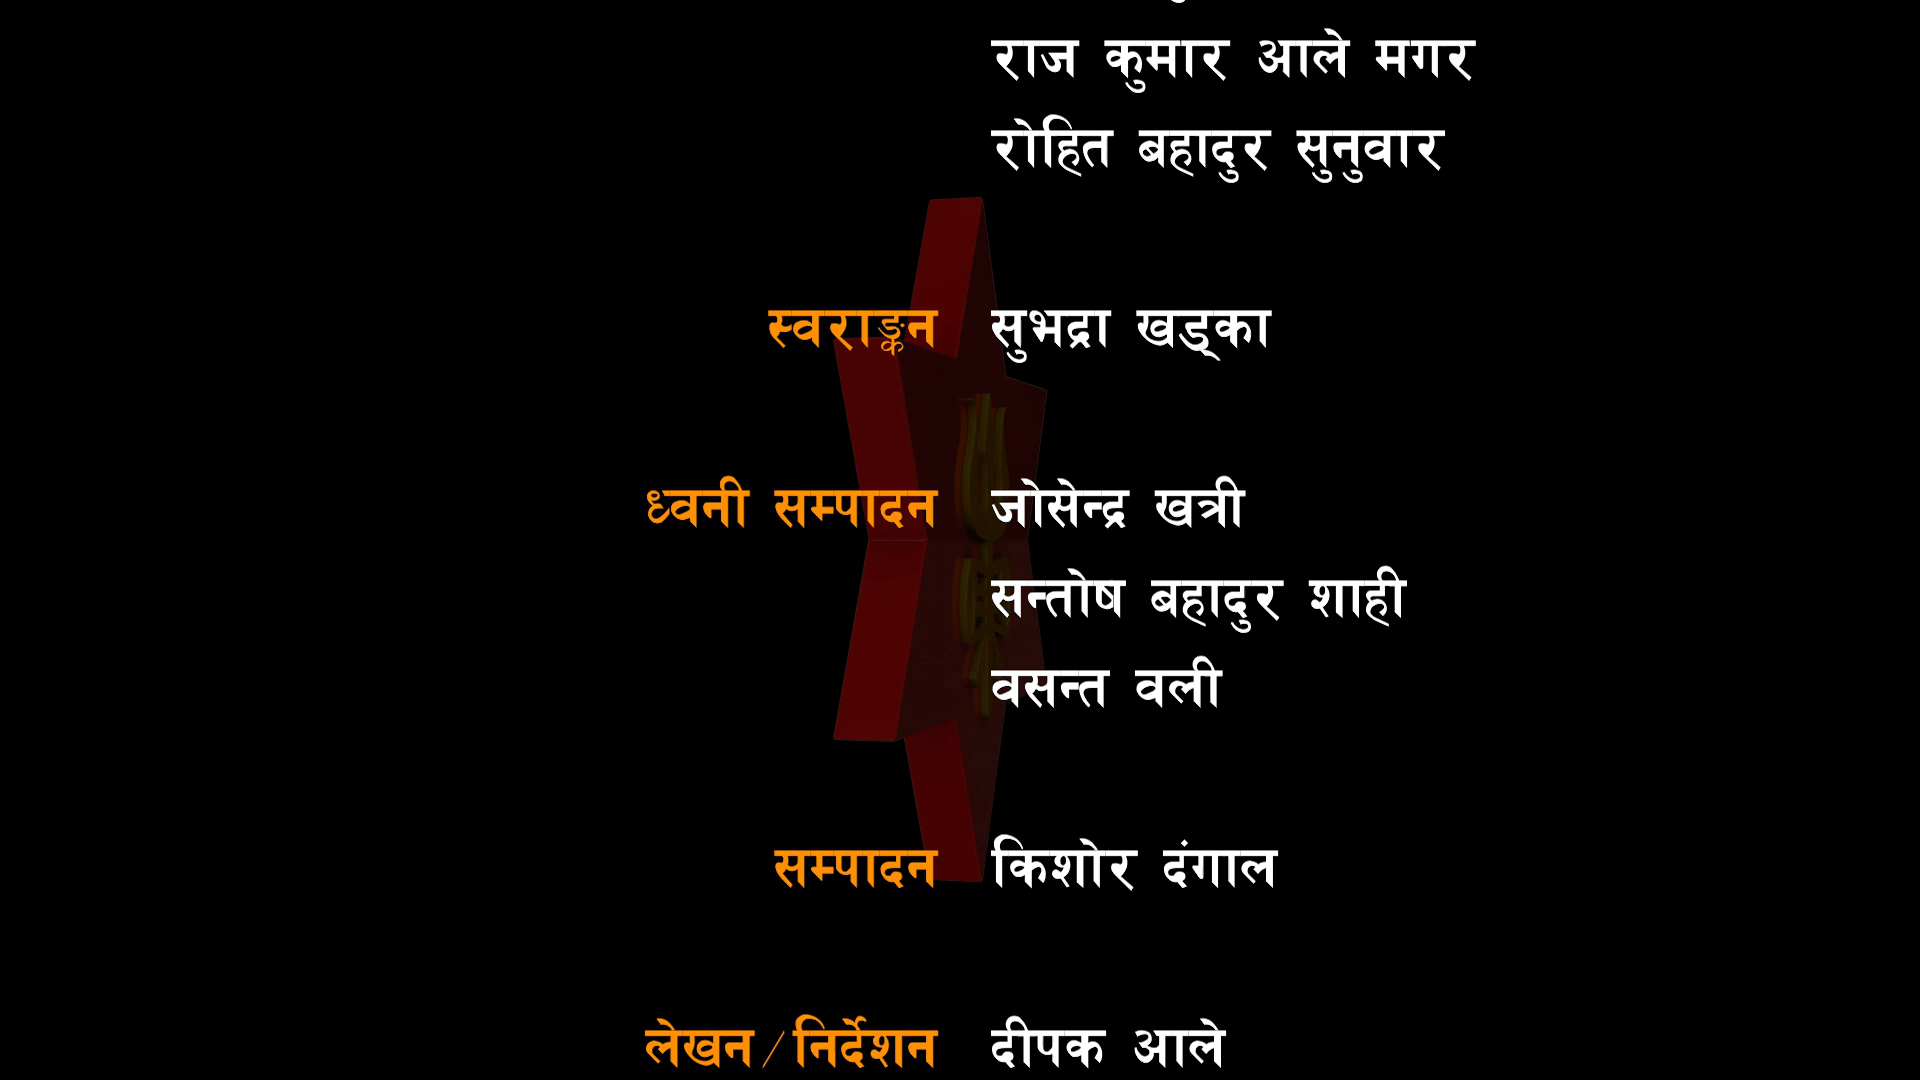 राज कुमार आले मगर
रोहित बहादुर सुनुवार
स्वराङ्कन सुभद्रा खड्का
ध्वनी सम्पादन जोसेन्द्र खत्री
सन्तोष बहादुर शाही
वसन्त वली
सम्पादन किशोर दंगाल
लेखन/निर्देशन दीपक आले